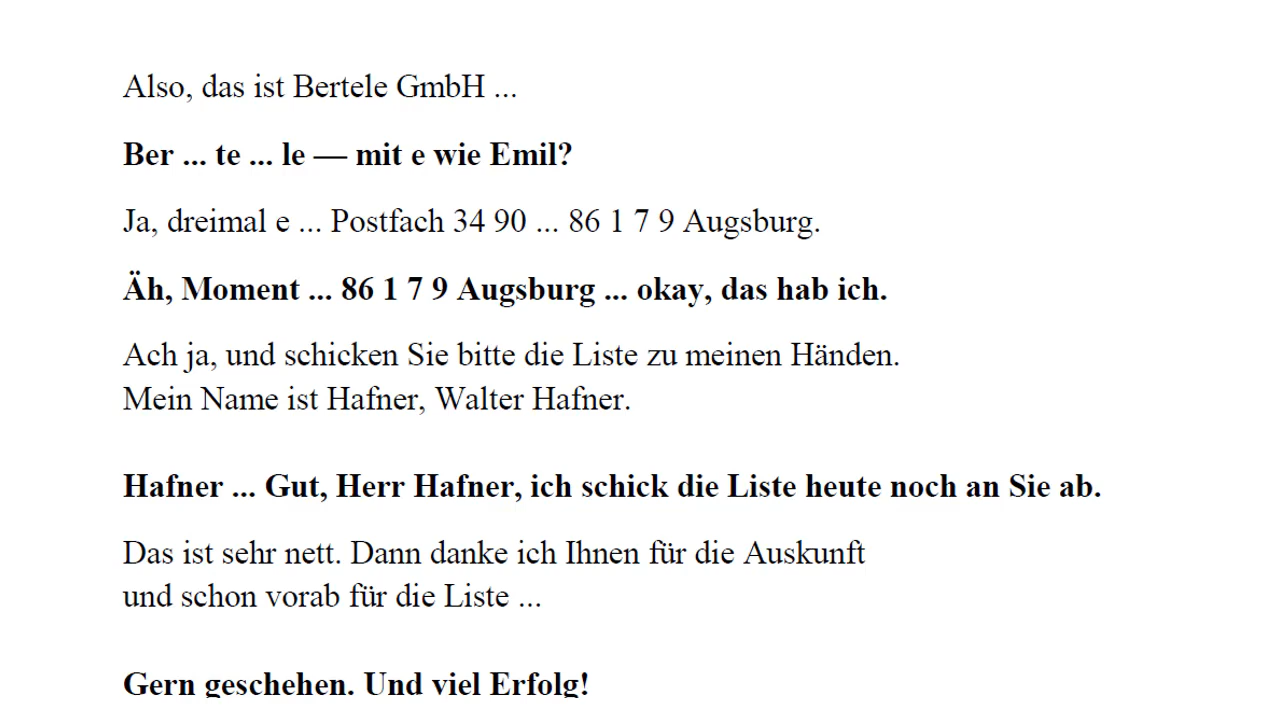 Also, das ist Bertele GmbH ...
Ber ... te ... le — mit e wie Emil?
Ja, dreimal e ... Postfach 34 90 ... 86 1 7 9 Augsburg.
Äh, Moment ... 86 1 7 9 Augsburg ... okay, das hab ich.
Ach ja, und schicken Sie bitte die Liste zu meinen Händen.
Mein Name ist Hafner, Walter Hafner.
Hafner ... Gut, Herr Hafner, ich schick die Liste heute noch an Sie ab.
Das ist sehr nett. Dann danke ich Ihnen für die Auskunft
und schon vorab für die Liste ...
Gern geschehen. Und viel Erfolg!